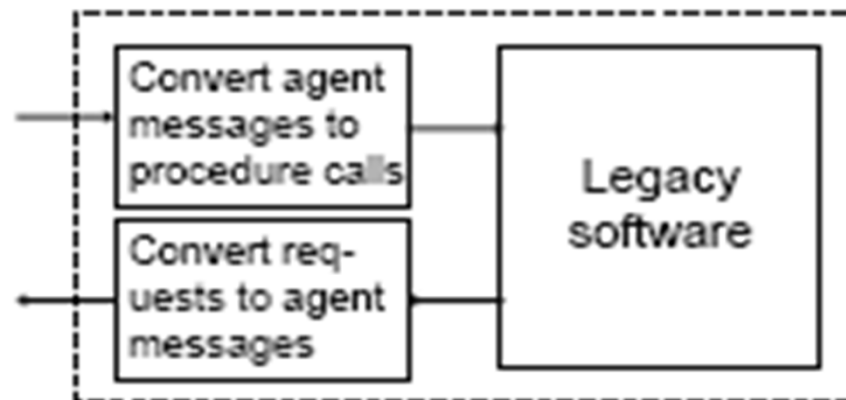 Convert agent
messages to
procedure calls
Convert req-
uests to agent
messages
Legacy
software